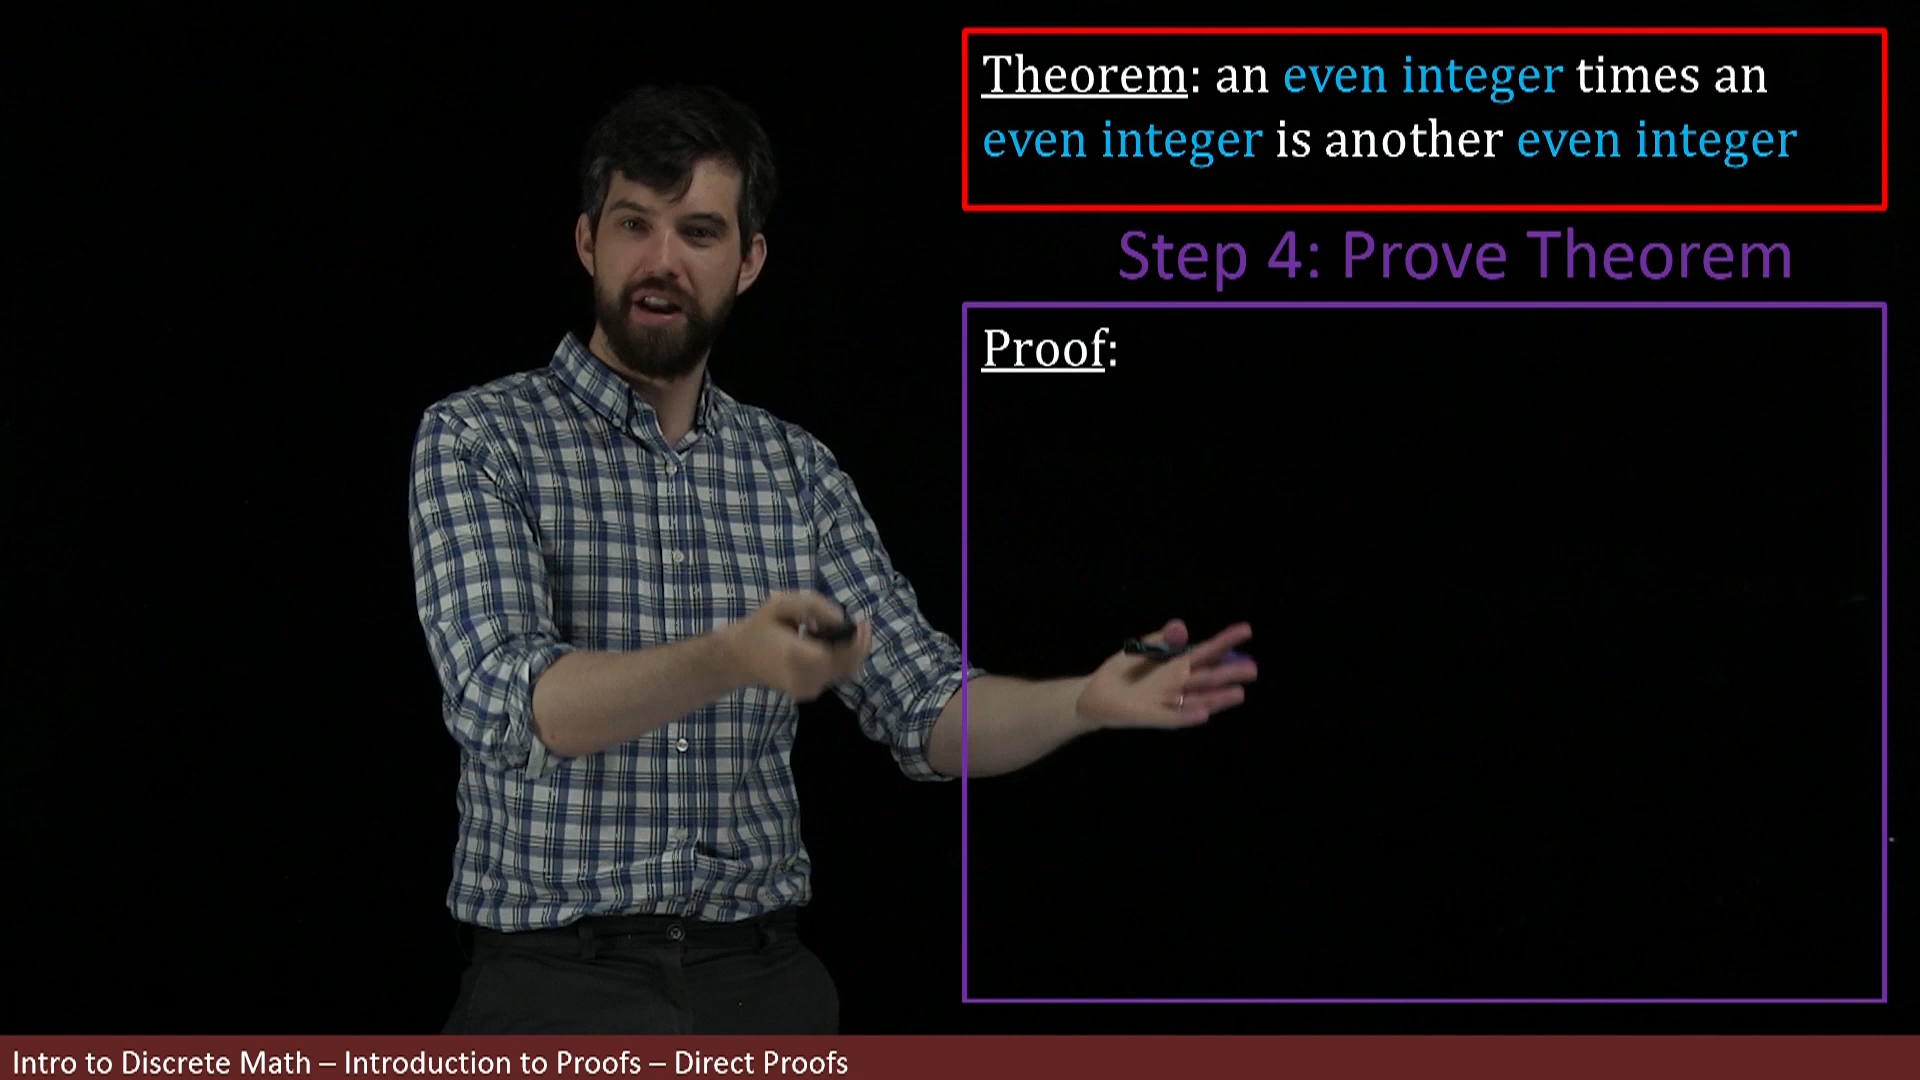 Theorem: an even integer times an
even integer is another even integer
Step 4: Prove Theorem
Proof:
Intro to Discrete Math – Introduction to Proofs – Direct Proofs